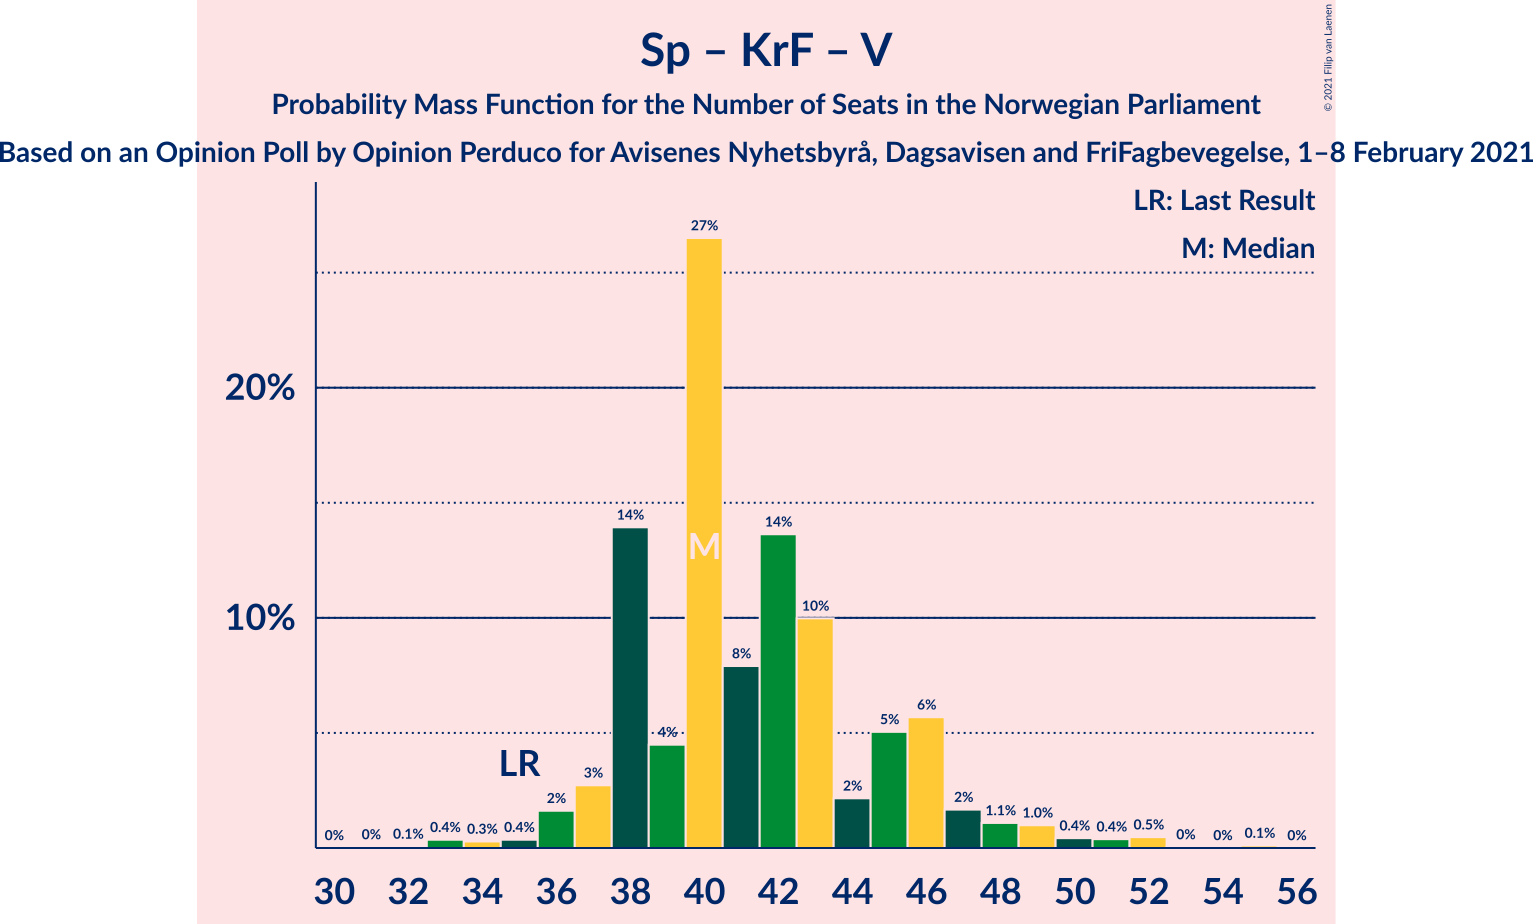 Sp – KrF – V
Probability Mass Function for the Number of Seats in the Norwegian Parliament
Based on an Opinion Poll by Opinion Perduco for Avisenes Nyhetsbyrå, Dagsavisen and FriFagbevegelse, 1–8 February 2021
© 2021 Filip van Laenen
LR: Last Result
M: Median
20%
10%
0% 0% 0.1% 0.4% 0.3% 0.4% 2% 3% 14% 4% 27% 8% 14% 10% 2% 5% 6% 2% 1.1% 1.0% 0.4% 0.4% 0.5% 0% 0% 0.1% 0%
LR
M
30 32 34 36 38 40 42 44 46 48 50 52 54 56